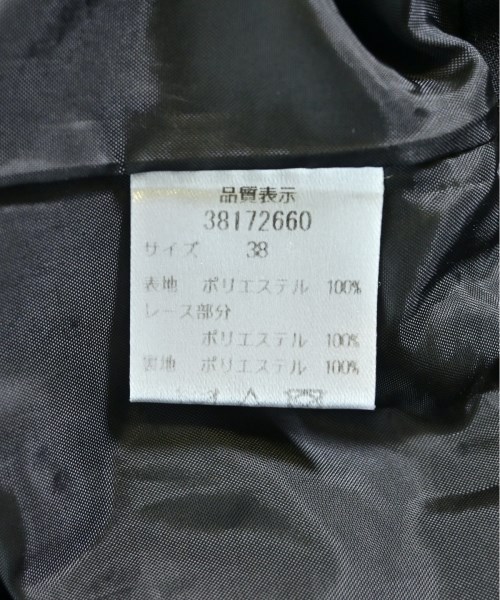 品質表示
38172660
サイズ 38
表地 ポリエステル 100%
レース部分
ポリエステル 100%
裏地 ポリエステル 100%